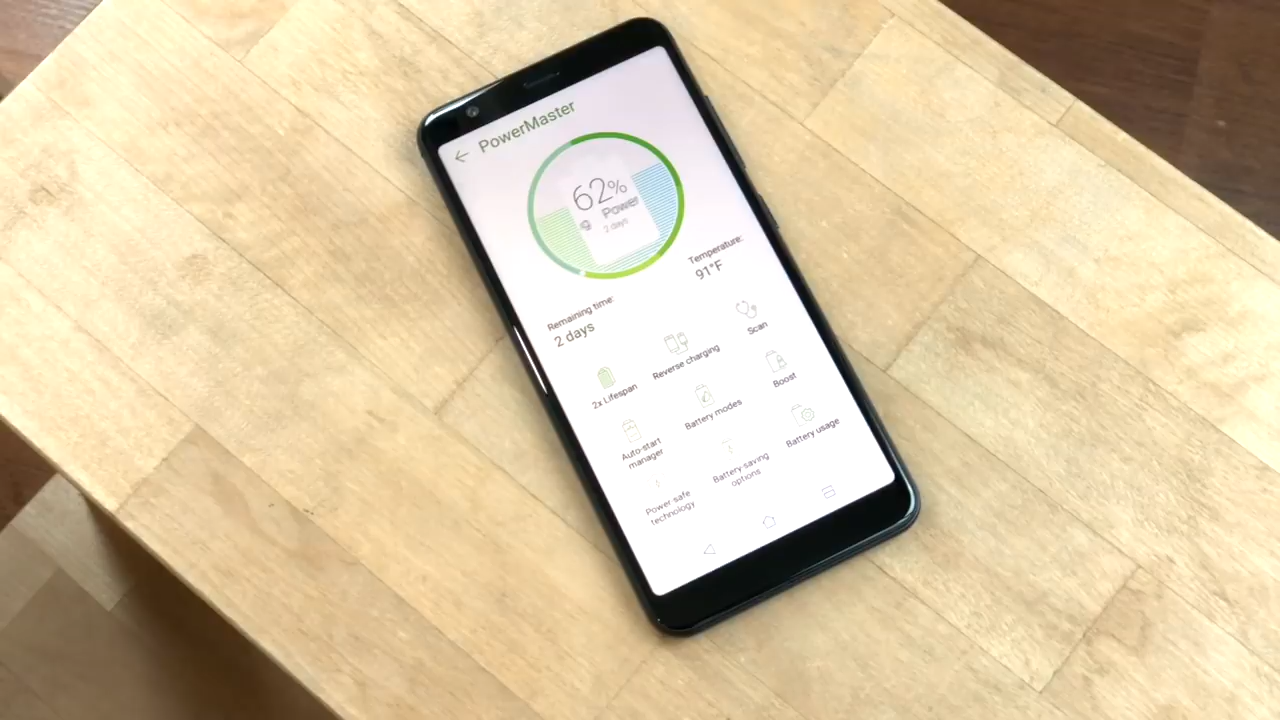 PowerMaster
62%
Power
2 days
Remaining time:
2 days
Temperature:
91°F
2x Lifespan
Reverse charging
Scan
Auto-start
manager
Battery modes
Boost
Power safe
technology
Battery-saving
options
Battery usage